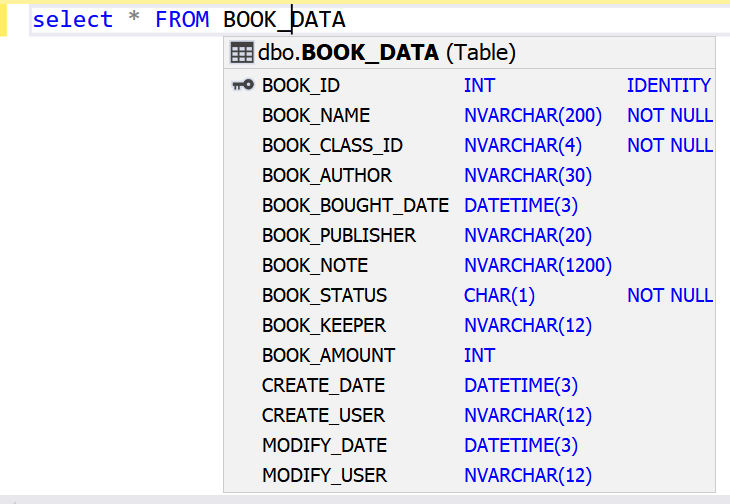 select * FROM BOOK_DATA
dbo.BOOK_DATA (Table)
BOOK_ID INT IDENTITY
BOOK_NAME NVARCHAR(200) NOT NULL
BOOK_CLASS_ID NVARCHAR(4) NOT NULL
BOOK_AUTHOR NVARCHAR(30)
BOOK_BOUGHT_DATE DATETIME(3)
BOOK_PUBLISHER NVARCHAR(20)
BOOK_NOTE NVARCHAR(1200)
BOOK_STATUS CHAR(1) NOT NULL
BOOK_KEEPER NVARCHAR(12)
BOOK_AMOUNT INT
CREATE_DATE DATETIME(3)
CREATE_USER NVARCHAR(12)
MODIFY_DATE DATETIME(3)
MODIFY_USER NVARCHAR(12)